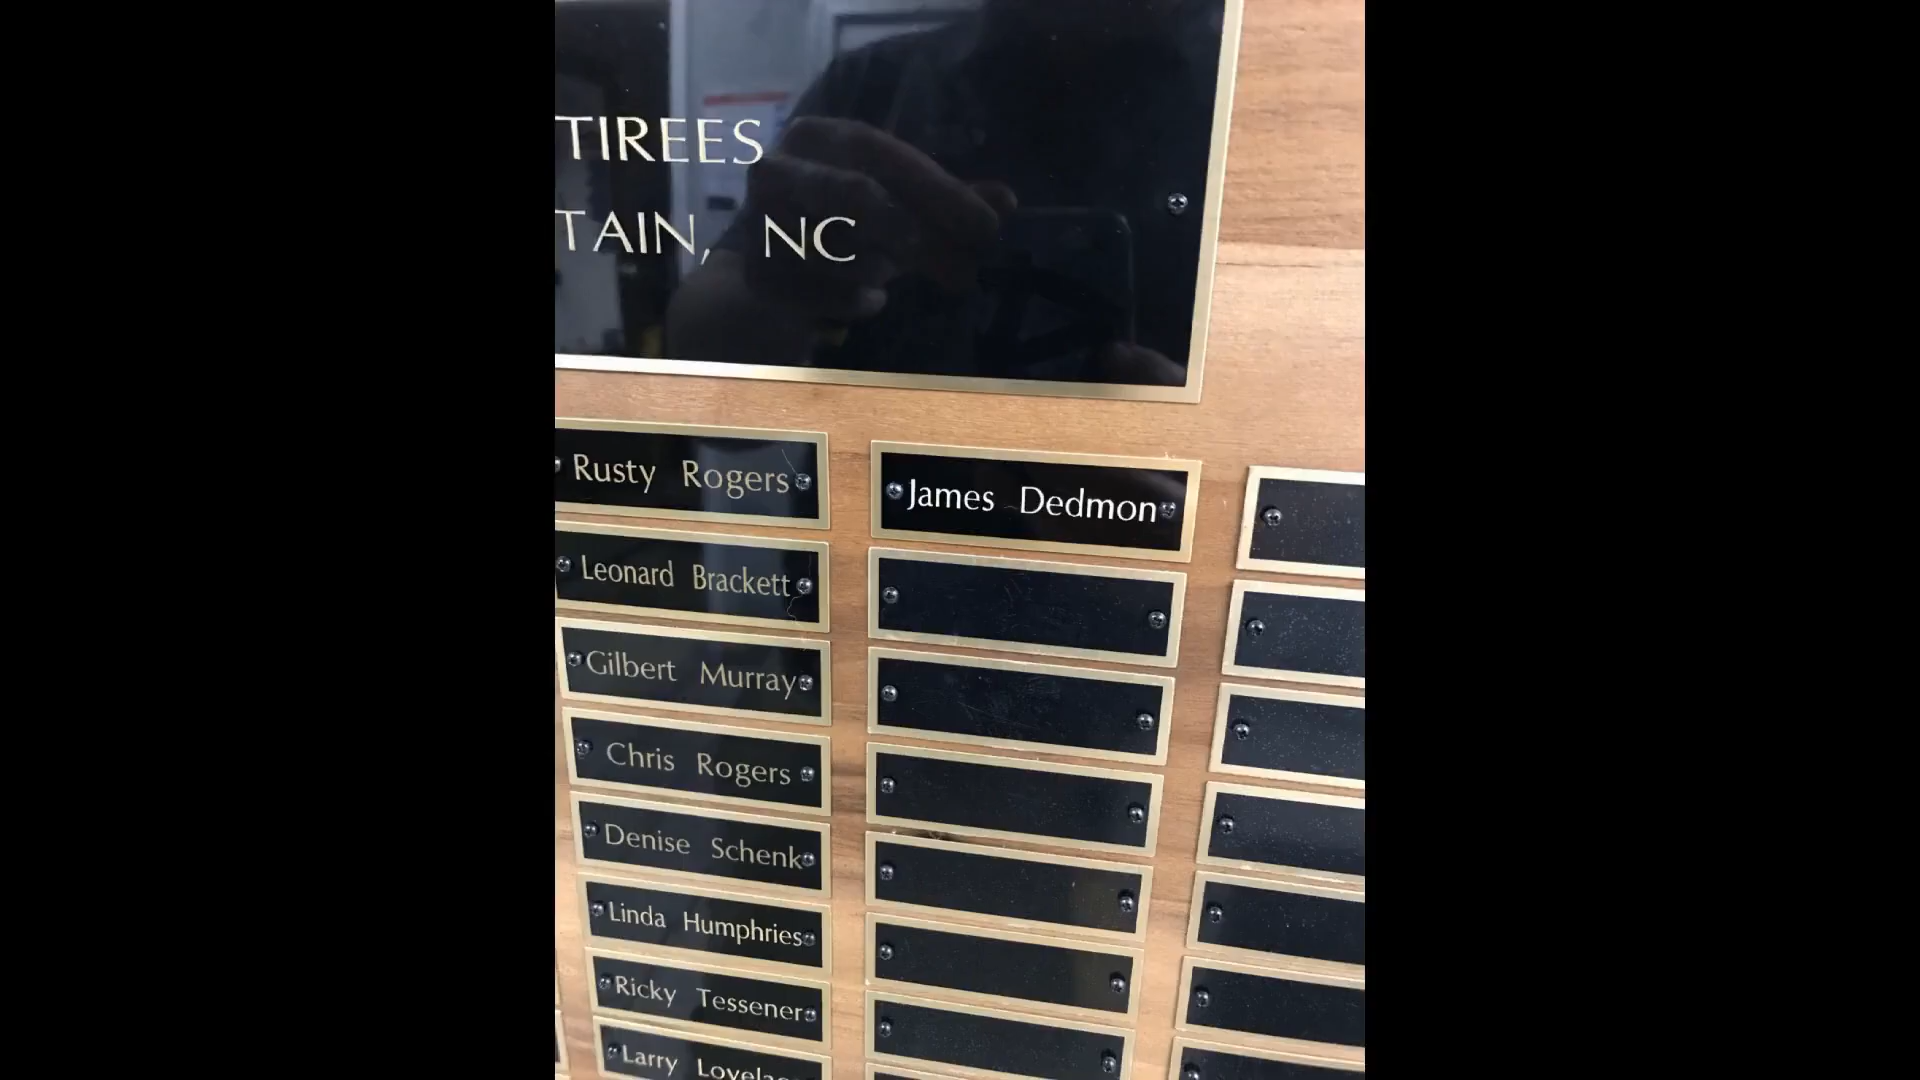 TIREES
TAIN, NC
Rusty Rogers
James Dedmon
Leonard Brackett
Gilbert Murray
Chris Rogers
Denise Schenk
Linda Humphries
Ricky Tessener
Larry